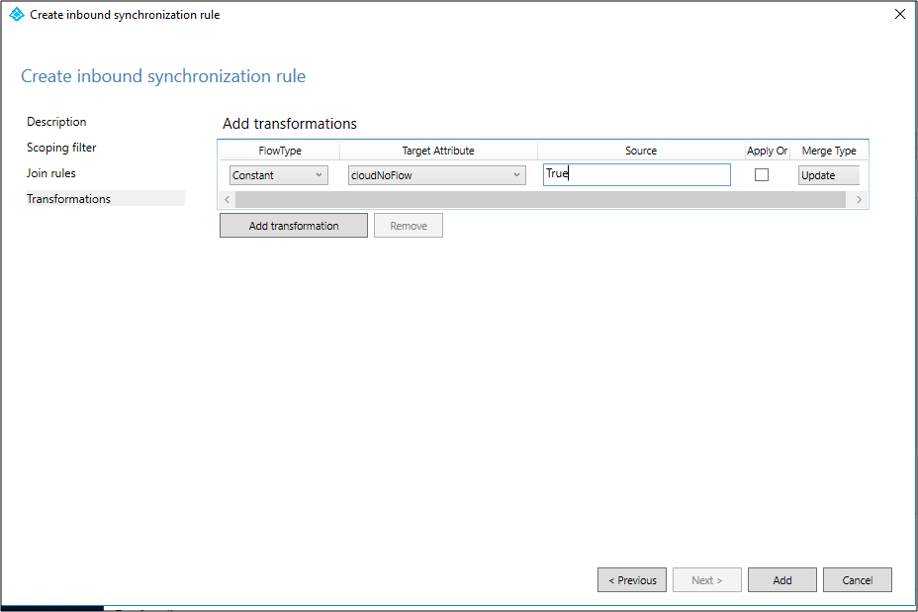 Create inbound synchronization rule
Create inbound synchronization rule
Description
Scoping filter
Join rules
Transformations
Add transformations
FlowType Target Attribute Source Apply Or Merge Type
Constant cloudNoFlow True Update
Add transformation Remove
< Previous Next > Add Cancel